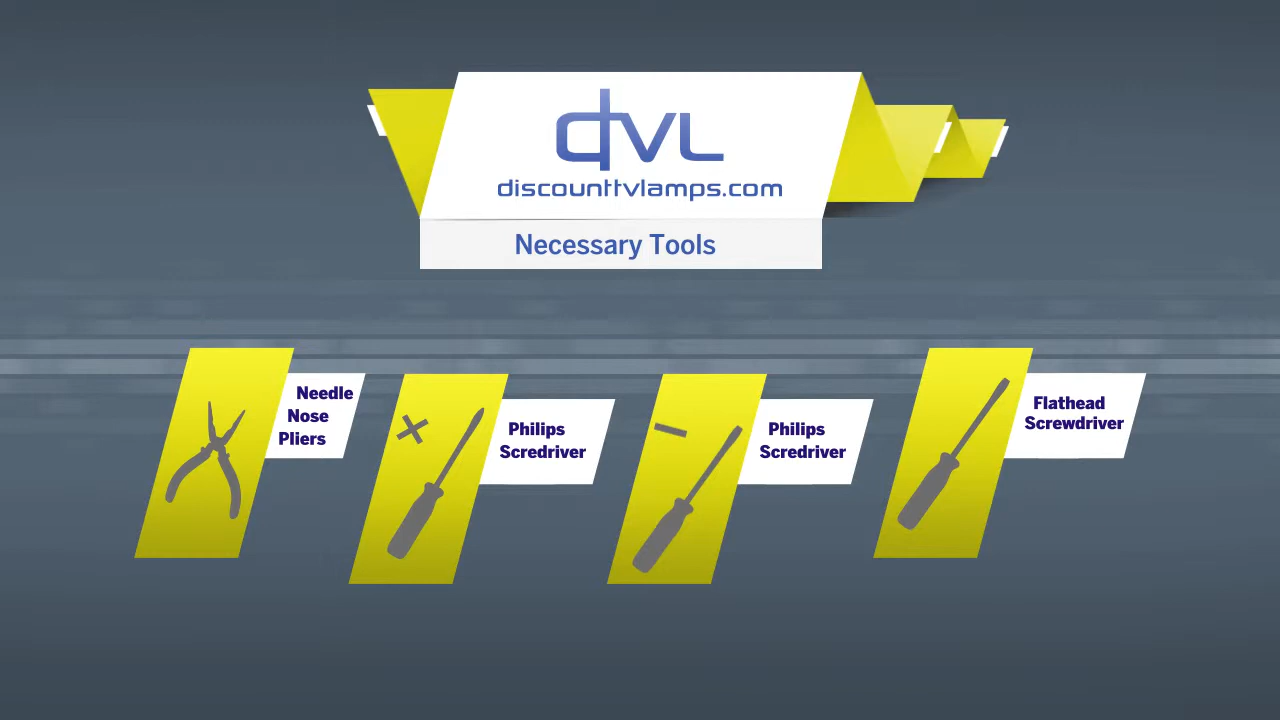 dvl
discounttvlamps.com
Necessary Tools
Needle
Nose
Pliers
Philips
Scredriver
Philips
Scredriver
Flathead
Screwdriver